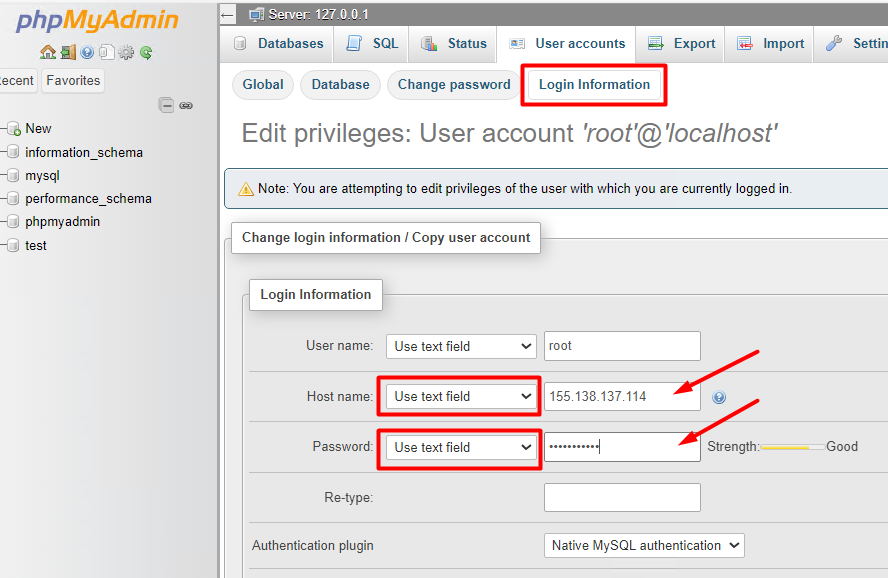 phpMyAdmin
Recent Favorites
New
information_schema
mysql
performance_schema
phpmyadmin
test
Server: 127.0.0.1
Databases SQL Status User accounts Export Import Settin
Global Database Change password Login Information
Edit privileges: User account 'root'@'localhost'
Note: You are attempting to edit privileges of the user with which you are currently logged in.
Change login information / Copy user account
Login Information
User name: Use text field root
Host name: Use text field 155.138.137.114
Password: Use text field ••••••••••• Strength: Good
Re-type:
Authentication plugin Native MySQL authentication